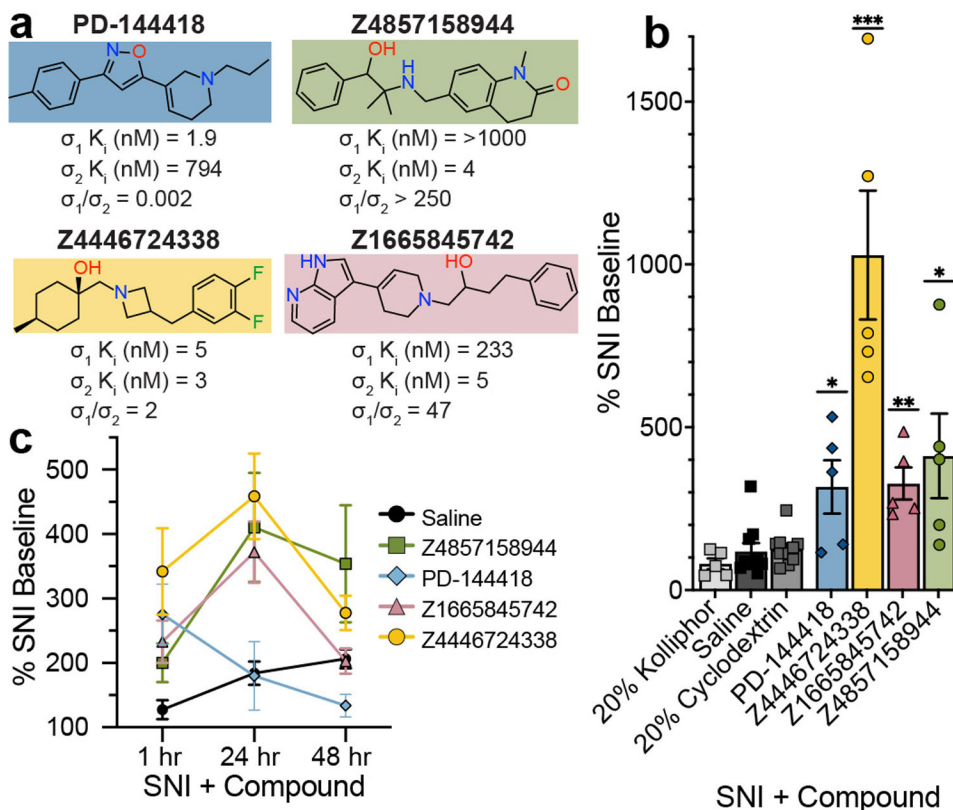 a
PD-144418
N O
N
σ1 Ki (nM) = 1.9
σ2 Ki (nM) = 794
σ1/σ2 = 0.002
Z4857158944
OH
H
N
N
O
σ1 Ki (nM) = >1000
σ2 Ki (nM) = 4
σ1/σ2 > 250
Z4446724338
OH
N
F
F
σ1 Ki (nM) = 5
σ2 Ki (nM) = 3
σ1/σ2 = 2
Z1665845742
HN
N
N
OH
σ1 Ki (nM) = 233
σ2 Ki (nM) = 5
σ1/σ2 = 47
b
% SNI Baseline
1500
1000
500
0
*
***
**
*
20% Kolliphor
Saline
20% Cyclodextrin
PD-144418
Z4446724338
Z1665845742
Z4857158944
SNI + Compound
c
% SNI Baseline
500
400
300
200
100
1 hr 24 hr 48 hr
SNI + Compound
Saline
Z4857158944
PD-144418
Z1665845742
Z4446724338